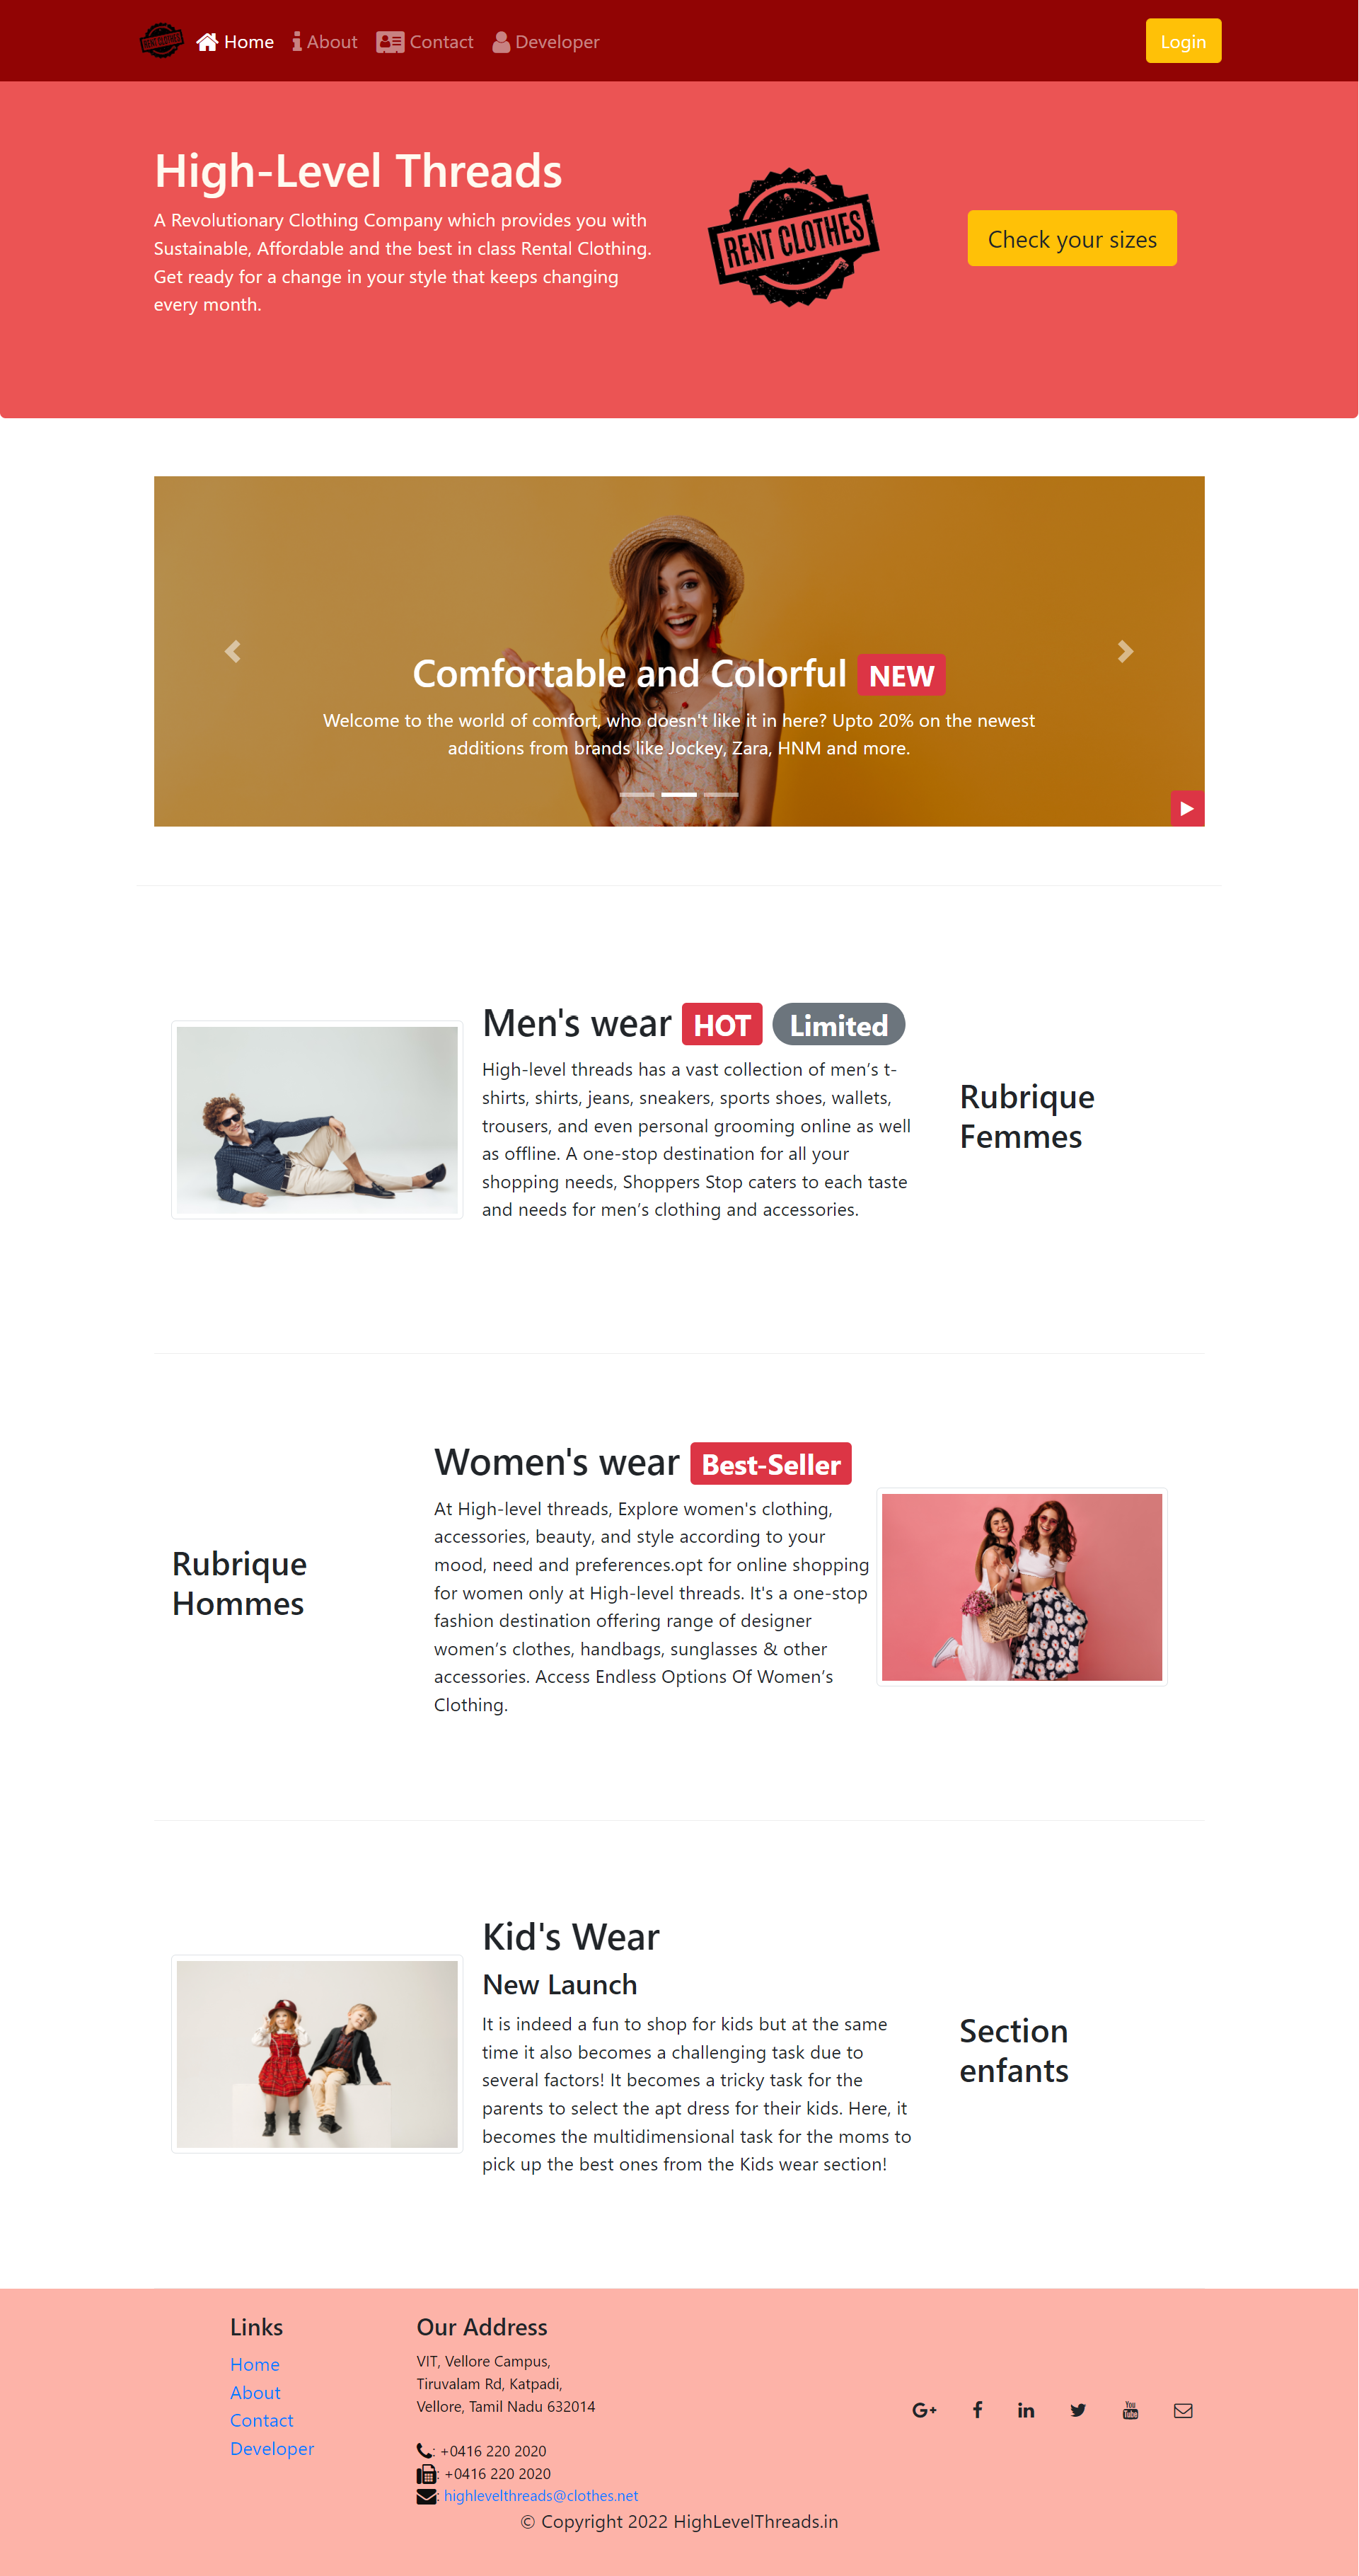 RENT CLOTHES
Home
About
Contact
Developer
Login
High-Level Threads
A Revolutionary Clothing Company which provides you with
Sustainable, Affordable and the best in class Rental Clothing.
Get ready for a change in your style that keeps changing
every month.
RENT CLOTHES
Check your sizes
Comfortable and Colorful NEW
Welcome to the world of comfort, who doesn't like it in here? Upto 20% on the newest
additions from brands like Jockey, Zara, HNM and more.
Men's wear HOT Limited
High-level threads has a vast collection of men’s t-
shirts, shirts, jeans, sneakers, sports shoes, wallets,
trousers, and even personal grooming online as well
as offline. A one-stop destination for all your
shopping needs, Shoppers Stop caters to each taste
and needs for men’s clothing and accessories.
Rubrique
Femmes
Rubrique
Hommes
Women's wear Best-Seller
At High-level threads, Explore women's clothing,
accessories, beauty, and style according to your
mood, need and preferences.opt for online shopping
for women only at High-level threads. It's a one-stop
fashion destination offering range of designer
women’s clothes, handbags, sunglasses & other
accessories. Access Endless Options Of Women’s
Clothing.
Kid's Wear
New Launch
It is indeed a fun to shop for kids but at the same
time it also becomes a challenging task due to
several factors! It becomes a tricky task for the
parents to select the apt dress for their kids. Here, it
becomes the multidimensional task for the moms to
pick up the best ones from the Kids wear section!
Section
enfants
Links
Home
About
Contact
Developer
Our Address
VIT, Vellore Campus,
Tiruvalam Rd, Katpadi,
Vellore, Tamil Nadu 632014
: +0416 220 2020
: +0416 220 2020
: highlevelthreads@clothes.net
© Copyright 2022 HighLevelThreads.in